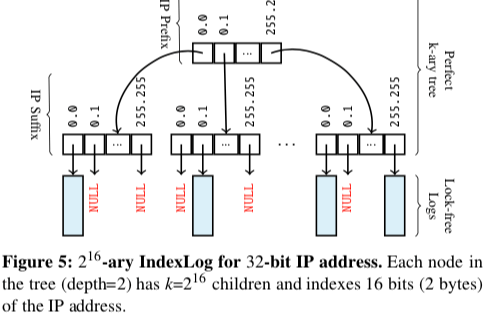 IP Prefix
0.0
0.1
255.2
...
Perfect
k-ary tree
IP Suffix
0.0
0.1
255.255
...
0.0
0.1
255.255
...
...
0.0
0.1
255.255
...
NULL
NULL
NULL
NULL
NULL
Lock-free
Logs
Figure 5: 2^16-ary IndexLog for 32-bit IP address. Each node in
the tree (depth=2) has k=2^16 children and indexes 16 bits (2 bytes)
of the IP address.